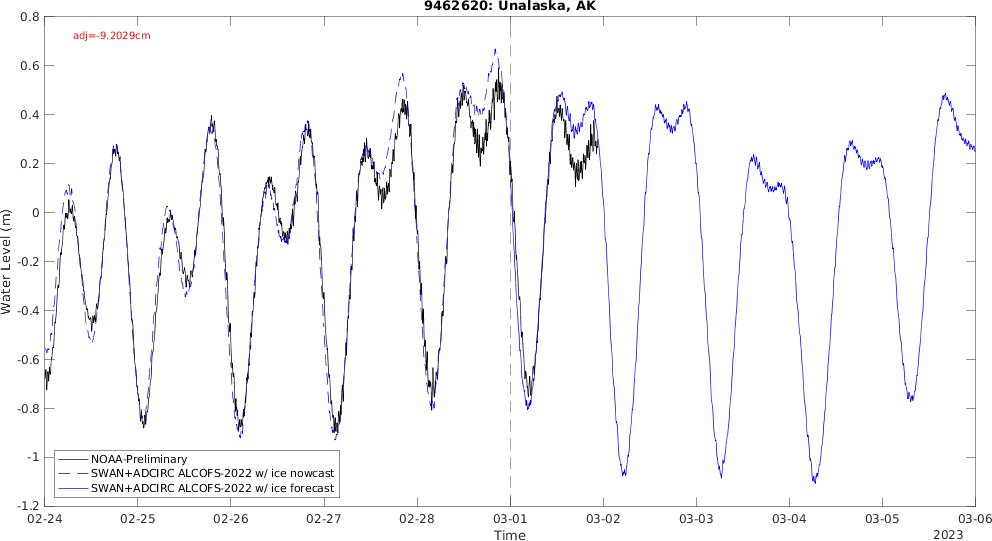 9462620: Unalaska, AK
adj=-9.2029cm
Water Level (m)
0.8
0.6
0.4
0.2
0
-0.2
-0.4
-0.6
-0.8
-1
-1.2
NOAA-Preliminary
SWAN+ADCIRC ALCOFS-2022 w/ ice nowcast
SWAN+ADCIRC ALCOFS-2022 w/ ice forecast
02-24 02-25 02-26 02-27 02-28 03-01 03-02 03-03 03-04 03-05 03-06
Time
2023